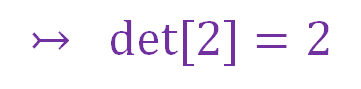 ↣ det[2] = 2